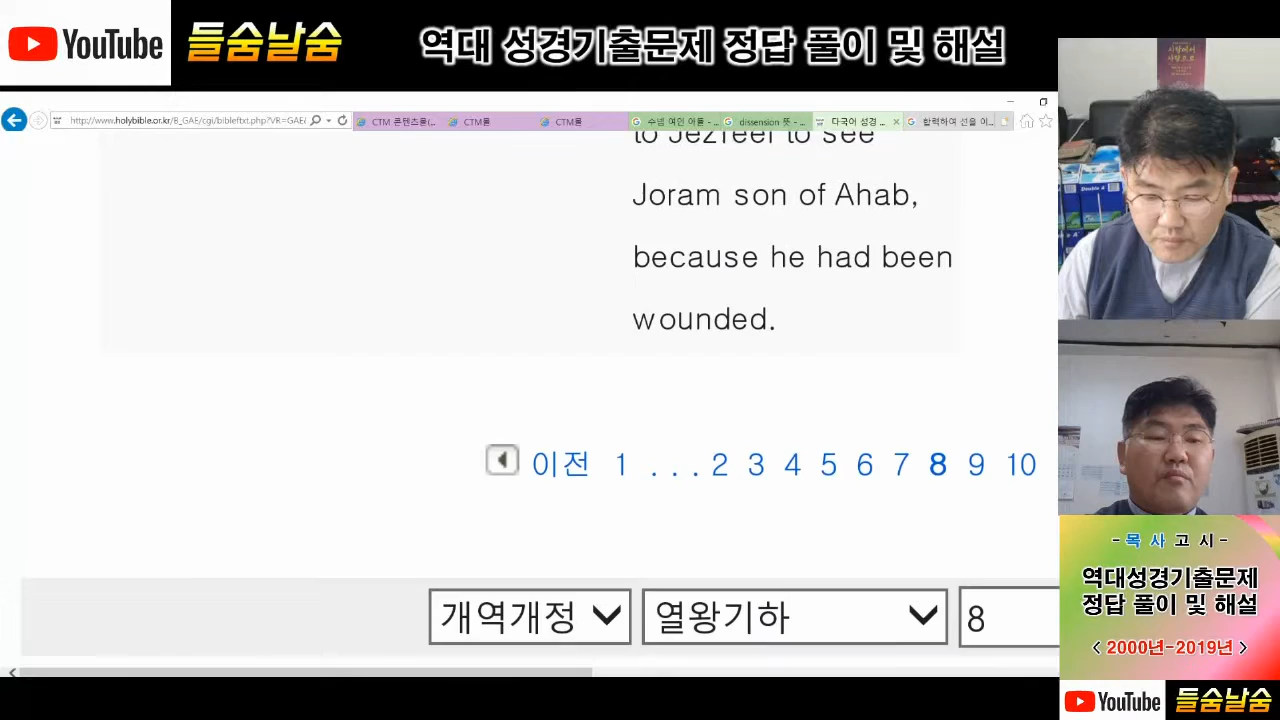 YouTube 들숨날숨 역대 성경기출문제 정답 풀이 및 해설
http://www.holybible.or.kr/B_GAE/cgi/bibleftxt.php?VR=GAE&
CTM 콘텐츠몰(... CTM몰 CTM몰 dissension 뜻 - ... 다국어 성경 ...
to Jezreel to see
Joram son of Ahab,
because he had been
wounded.
이전 1 . . . 2 3 4 5 6 7 8 9 10
개역개정 열왕기하 8
- 목 사 고 시 -
역대성경기출문제
정답 풀이 및 해설
< 2000년-2019년 >
YouTube 들숨날숨